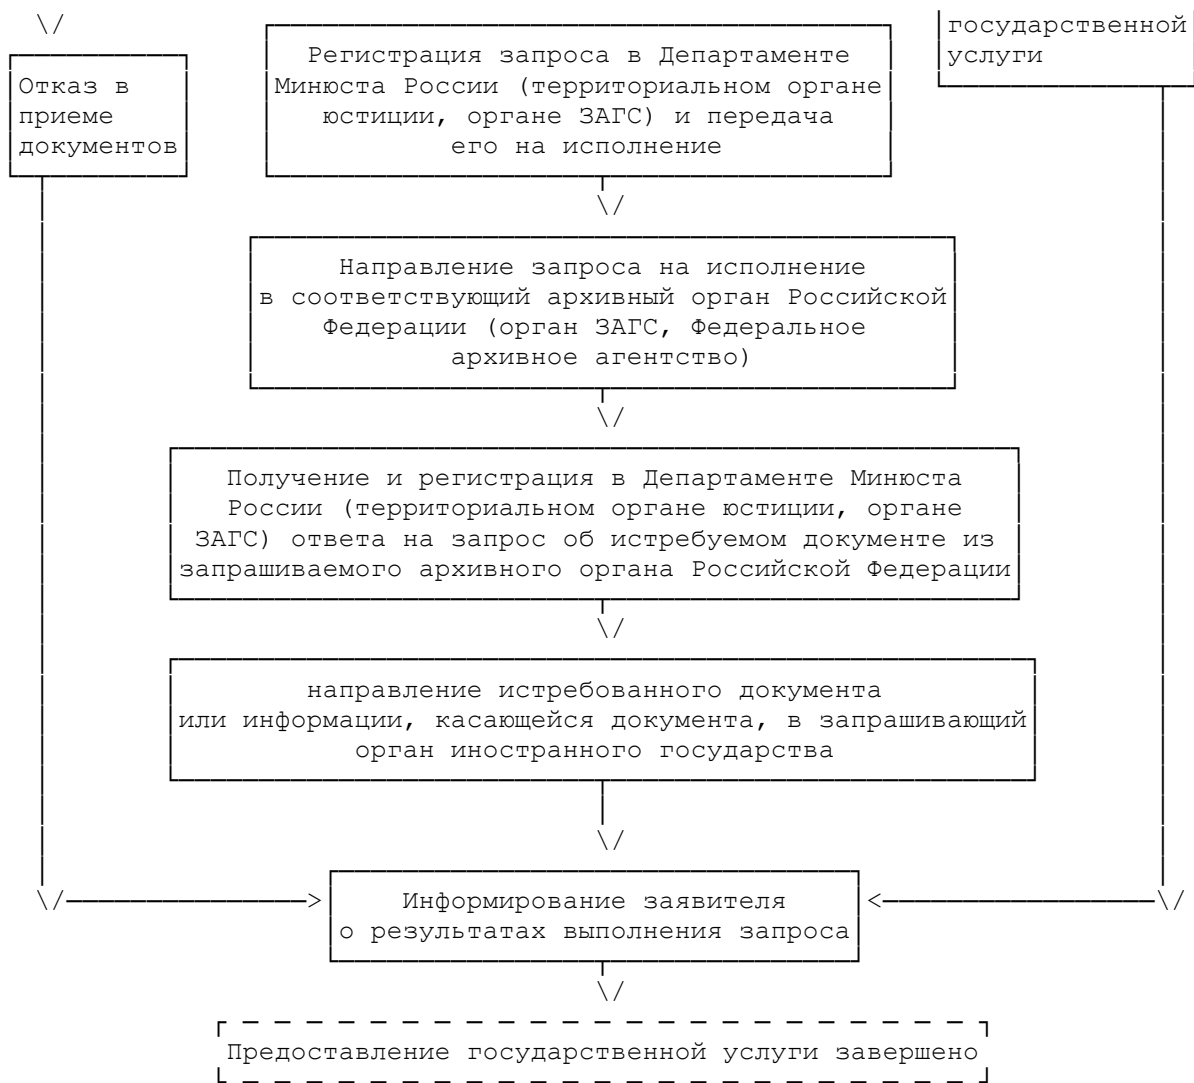 государственной
услуги
Регистрация запроса в Департаменте
Минюста России (территориальном органе
юстиции, органе ЗАГС) и передача
его на исполнение
Отказ в
приеме
документов
Направление запроса на исполнение
в соответствующий архивный орган Российской
Федерации (орган ЗАГС, Федеральное
архивное агентство)
Получение и регистрация в Департаменте Минюста
России (территориальном органе юстиции, органе
ЗАГС) ответа на запрос об истребуемом документе из
запрашиваемого архивного органа Российской Федерации
направление истребованного документа
или информации, касающейся документа, в запрашивающий
орган иностранного государства
Информирование заявителя
о результатах выполнения запроса
Предоставление государственной услуги завершено